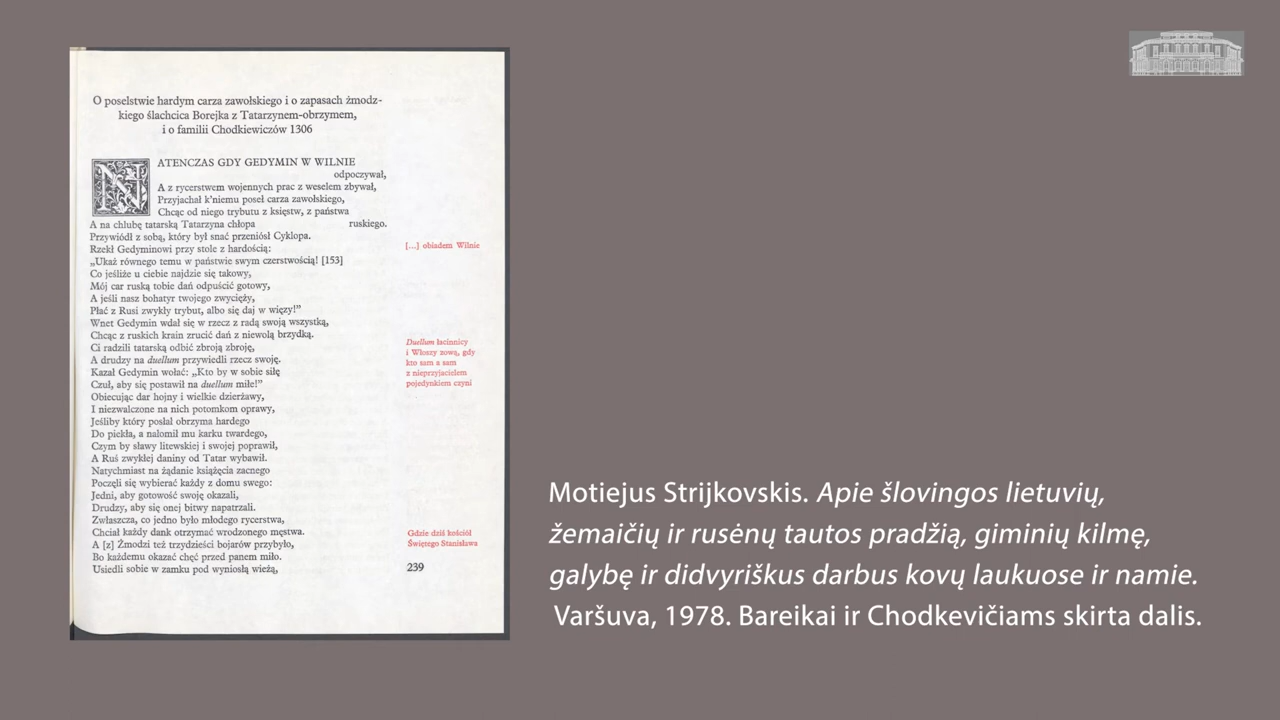 O poselstwie hardym carza zawołskiego i o zapasach żmodz-
kiego ślachcica Borejka z Tatarzynem-obrzymem,
i o familii Chodkiewiczów 1306
NATENCZAS GDY GEDYMIN W WILNIE
odpoczywał,
A z rycerstwem wojennych prac z weselem zbywał,
Przyjachał k'niemu poseł carza zawołskiego,
Chcąc od niego trybutu z księstw, z państwa
ruskiego.
A na chlubę tatarską Tatarzyna chłopa
Przywiódł z sobą, który był snać przeniósł Cyklopa.
Rzekł Gedyminowi przy stole z hardością:
[...] obiadem Wilnie
„Ukaż równego temu w państwie swym czerstwością! [153]
Co jeśliże u ciebie najdzie się takowy,
Mój car ruską tobie dań odpuścić gotowy,
A jeśli nasz bohatyr twojego zwycięży,
Płać z Rusi zwykły trybut, albo się daj w więzy!”
Wnet Gedymin wdał się w rzecz z radą swoją wszystką,
Chcąc z ruskich krain zrucić dań z niewolą brzydką.
Ci radzili tatarską odbić zbroją zbroję,
A drudzy na duellum przywiedli rzecz swoję.
Kazał Gedymin wołać: „Kto by w sobie siłę
Czuł, aby się postawił na duellum miłe!”
Duellum łacinnicy
i Włoszy zową, gdy
kto sam a sam
z nieprzyjacielem
pojedynkiem czyni
Obiecując dar hojny i wielkie dzierżawy,
I niezwalczone na nich potomkom oprawy,
Jeśliby który posłał obrzyma hardego
Do piekła, a nałomił mu karku twardego,
Czym by sławy litewskiej i swojej poprawił,
A Ruś zwykłej daniny od Tatar wybawił.
Natychmiast na żądanie książęcia zacnego
Poczęli się wybierać każdy z domu swego:
Jedni, aby gotowość swoję okazali,
Drudzy, aby się onej bitwy napatrzali.
Zwłaszcza, co jedno było młodego rycerstwa,
Chciał każdy dank otrzymać wrodzonego męstwa.
A [z] Żmodzi też trzydzieści bojarów przybyło,
Bo każdemu okazać chęć przed panem miło.
Usiedli sobie w zamku pod wyniosłą wieżą,
Gdzie dziś kościół
Świętego Stanisława
239
Motiejus Strijkovskis. Apie šlovingos lietuvių,
žemaičių ir rusėnų tautos pradžią, giminių kilmę,
galybę ir didvyriškus darbus kovų laukuose ir namie.
Varšuva, 1978. Bareikai ir Chodkevičiams skirta dalis.